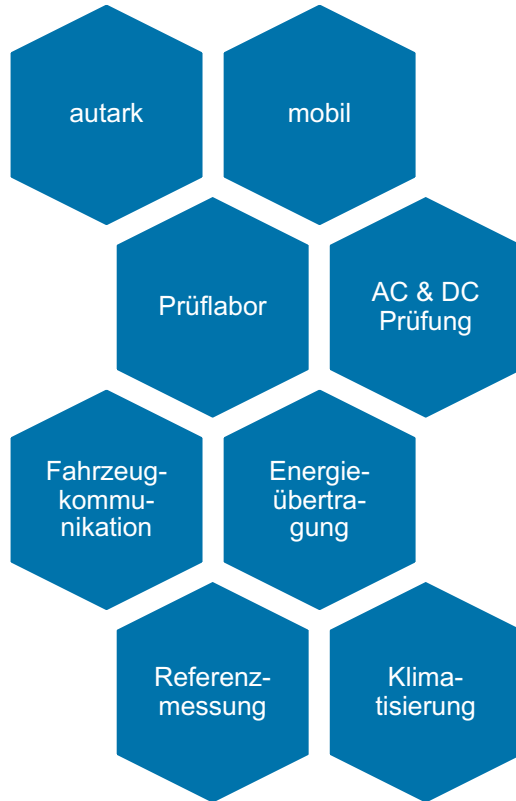 autark
mobil
Prüflabor
AC & DC
Prüfung
Fahrzeug-
kommu-
nikation
Energie-
übertra-
gung
Referenz-
messung
Klima-
tisierung